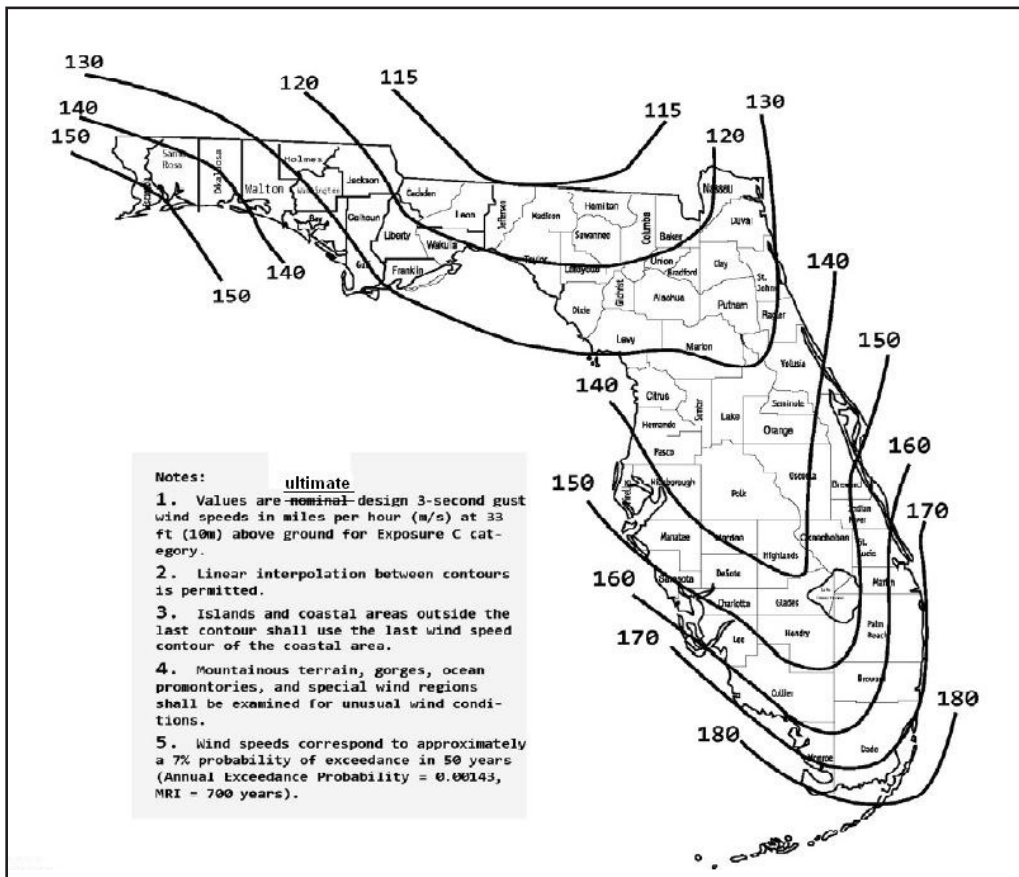 130
120
115
115
130
140
120
150
Santa
Rosa
Okaloosa
Walton
Holmes
Washington
Jackson
Bay
Calhoun
Gadsden
Leon
Liberty
Gulf
Franklin
Wakulla
Jefferson
Madison
Hamilton
Suwannee
Columbia
Baker
Nassau
Duval
Taylor
Lafayette
Union
Bradford
Clay
St.
Johns
Gilchrist
Alachua
Putnam
Dixie
Levy
Marion
140
150
140
150
Volusia
Citrus
Lake
Seminole
Orange
Hernando
Pasco
140
160
Hillsborough
Polk
Osceola
Indian
River
150
170
Manatee
Highlands
Okeechobee
St.
Lucie
Sarasota
DeSoto
Martin
160
Charlotte
Glades
Lee
Hendry
Palm
Beach
170
Collier
Broward
180
180
Monroe
Dade
Notes:
ultimate
1. Values are nominal design 3-second gust
wind speeds in miles per hour (m/s) at 33
ft (10m) above ground for Exposure C cat-
egory.
2. Linear interpolation between contours
is permitted.
3. Islands and coastal areas outside the
last contour shall use the last wind speed
contour of the coastal area.
4. Mountainous terrain, gorges, ocean
promontories, and special wind regions
shall be examined for unusual wind condi-
tions.
5. Wind speeds correspond to approximately
a 7% probability of exceedance in 50 years
(Annual Exceedance Probability = 0.00143,
MRI = 700 years).